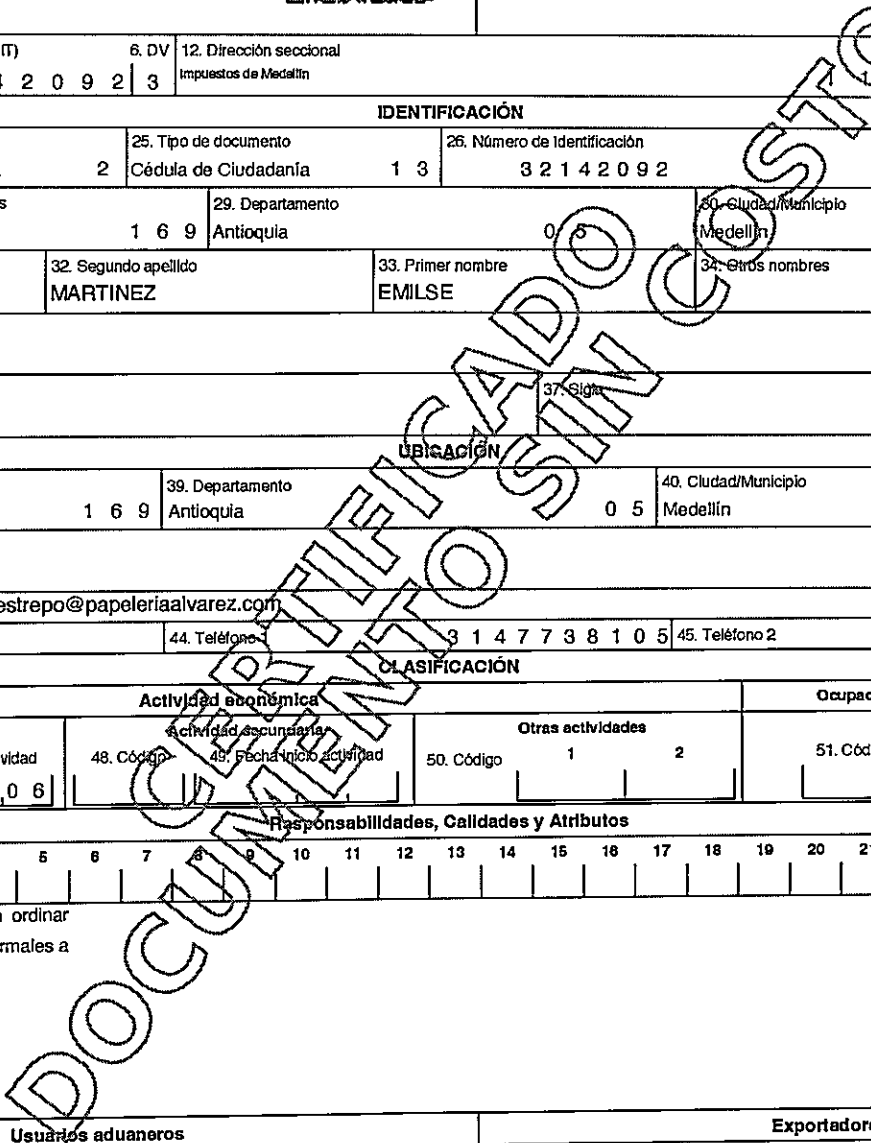 IT) 6. DV 12. Dirección seccional
4 2 0 9 2 3 Impuestos de Medellín 1 1
IDENTIFICACIÓN
25. Tipo de documento 26. Número de Identificación
2 Cédula de Ciudadanía 1 3 3 2 1 4 2 0 9 2
s 29. Departamento 30. Ciudad/Municipio
1 6 9 Antioquia 0 5 Medellín
32. Segundo apellido 33. Primer nombre 34. Otros nombres
MARTINEZ EMILSE
37. Sigla
UBICACIÓN
39. Departamento 40. Ciudad/Municipio
1 6 9 Antioquia 0 5 Medellín
estrepo@papeleriaalvarez.com
44. Teléfono 1 3 1 4 7 7 3 8 1 0 5 45. Teléfono 2
CLASIFICACIÓN
Actividad económica Ocupac
Actividad secundaria Otras actividades
vidad 48. Código 49. Fecha inicio actividad 50. Código 1 2 51. Cód
0 6
Responsabilidades, Calidades y Atributos
5 6 7 8 9 10 11 12 13 14 15 16 17 18 19 20 21
n ordinar
rmales a
Usuarios aduaneros Exportadore
CERTIFICADO
DOCUMENTO SIN COSTO